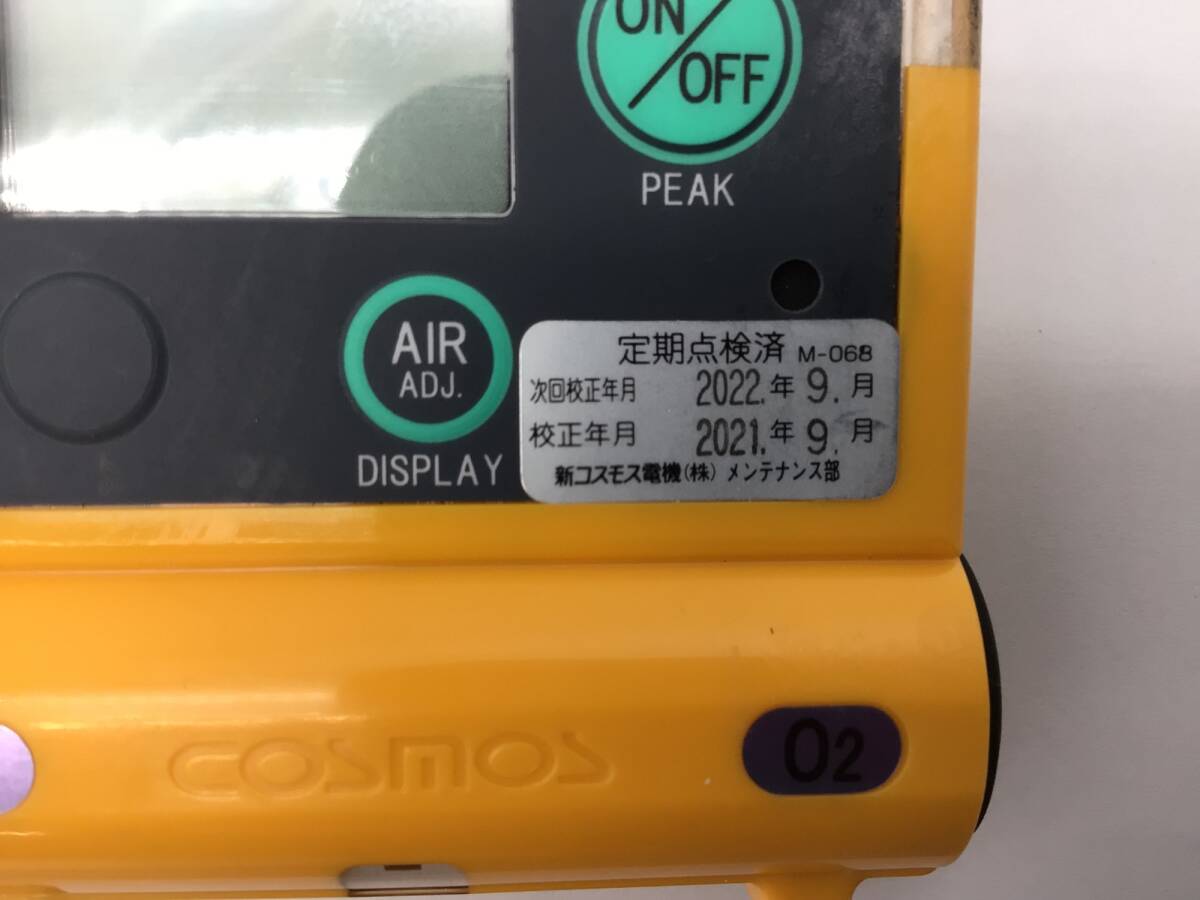 ON/OFF
PEAK
AIR
ADJ.
DISPLAY
定期点検済 M-068
次回校正年月 2022.年 9.月
校正年月 2021.年 9.月
新コスモス電機(株) メンテナンス部
COSMOS
O2